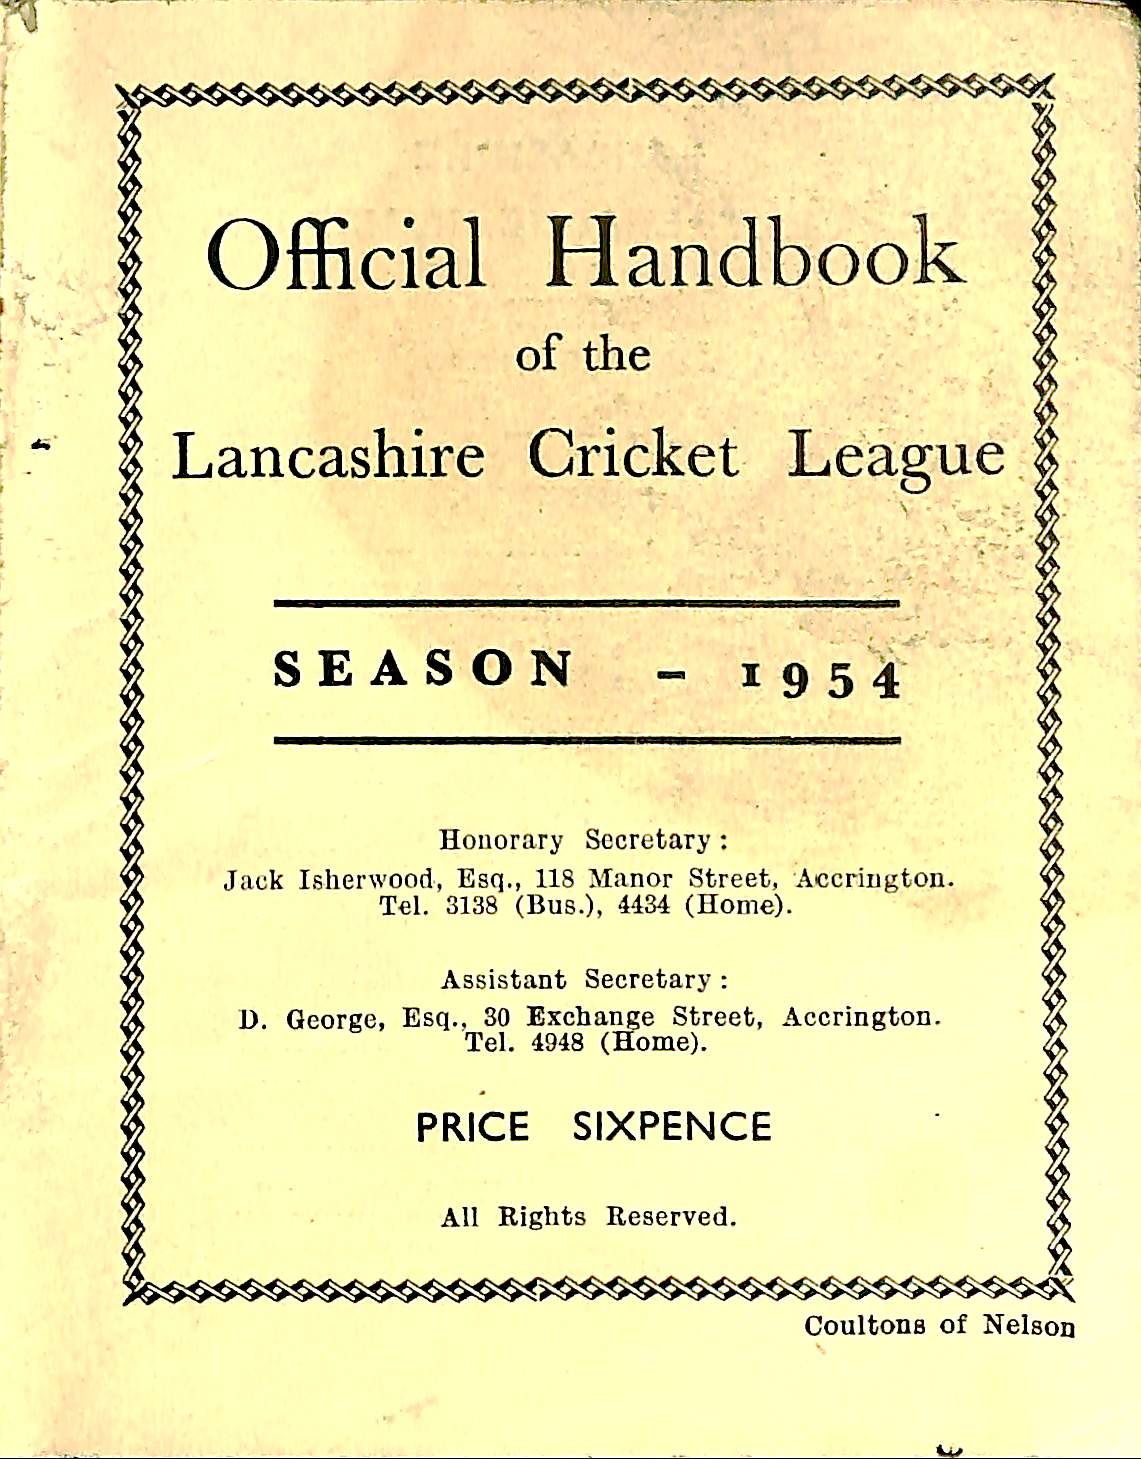 Official Handbook
of the
Lancashire Cricket League
SEASON - 1954
Honorary Secretary :
Jack Isherwood, Esq., 118 Manor Street, Accrington.
Tel. 3138 (Bus.), 4434 (Home).
Assistant Secretary :
D. George, Esq., 30 Exchange Street, Accrington.
Tel. 4948 (Home).
PRICE SIXPENCE
All Rights Reserved.
Coultons of Nelson